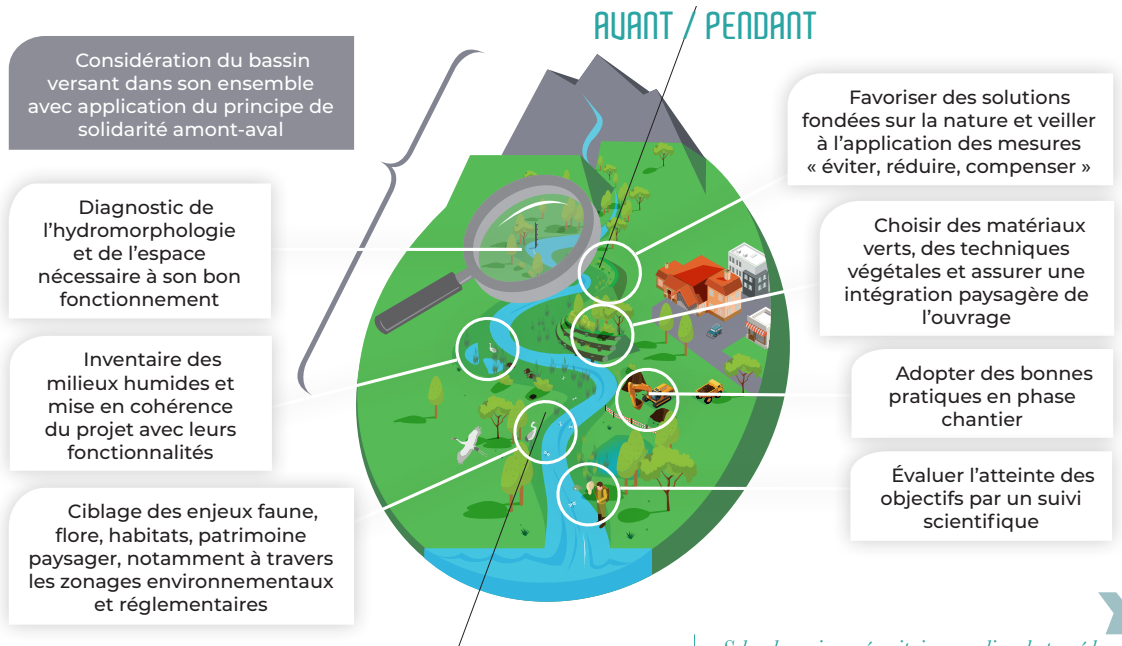 AVANT / PENDANT
Considération du bassin
versant dans son ensemble
avec application du principe de
solidarité amont-aval
Diagnostic de
l’hydromorphologie
et de l’espace
nécessaire à son bon
fonctionnement
Inventaire des
milieux humides et
mise en cohérence
du projet avec leurs
fonctionnalités
Ciblage des enjeux faune,
flore, habitats, patrimoine
paysager, notamment à travers
les zonages environnementaux
et réglementaires
Favoriser des solutions
fondées sur la nature et veiller
à l’application des mesures
« éviter, réduire, compenser »
Choisir des matériaux
verts, des techniques
végétales et assurer une
intégration paysagère de
l’ouvrage
Adopter des bonnes
pratiques en phase
chantier
Évaluer l’atteinte des
objectifs par un suivi
scientifique